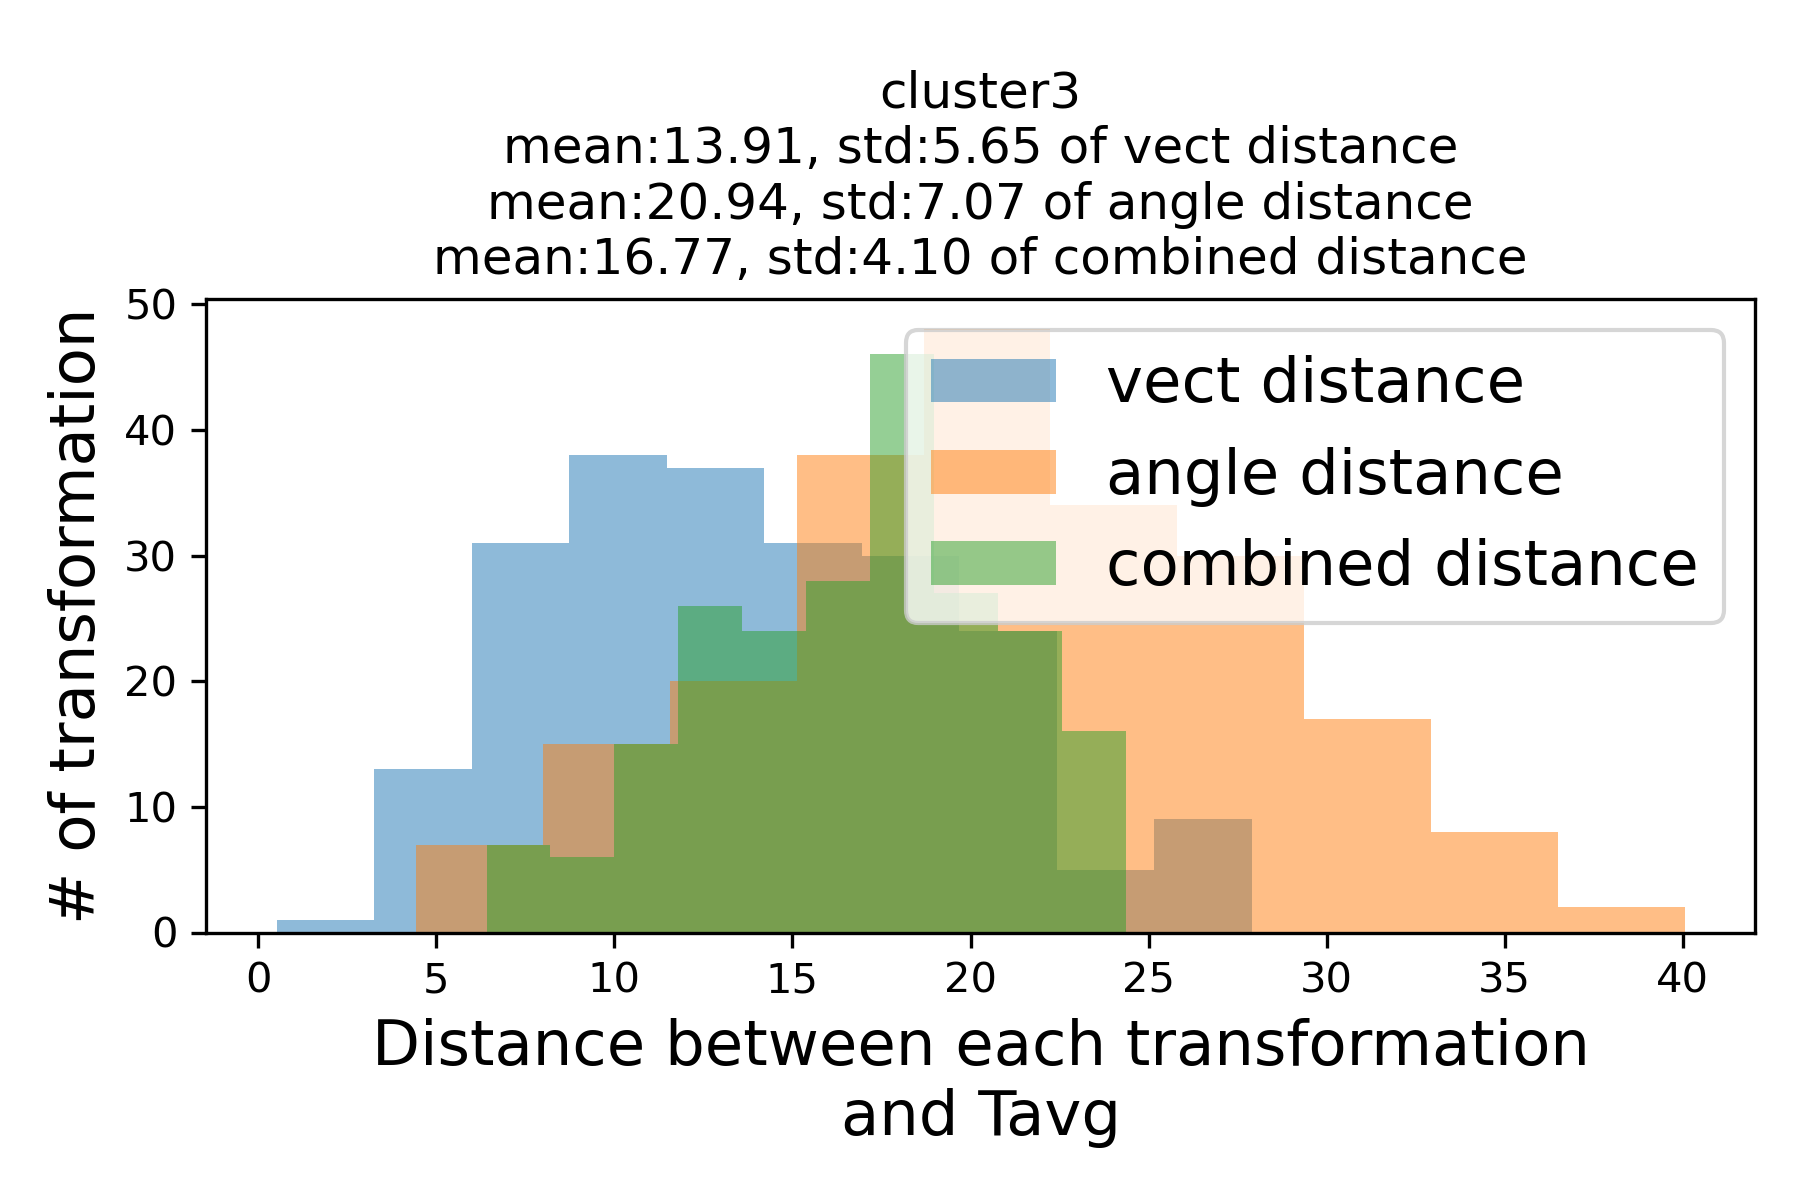 cluster3
mean:13.91, std:5.65 of vect distance
mean:20.94, std:7.07 of angle distance
mean:16.77, std:4.10 of combined distance
# of transformation
50
40
30
20
10
0
vect distance
angle distance
combined distance
0 5 10 15 20 25 30 35 40
Distance between each transformation
and Tavg